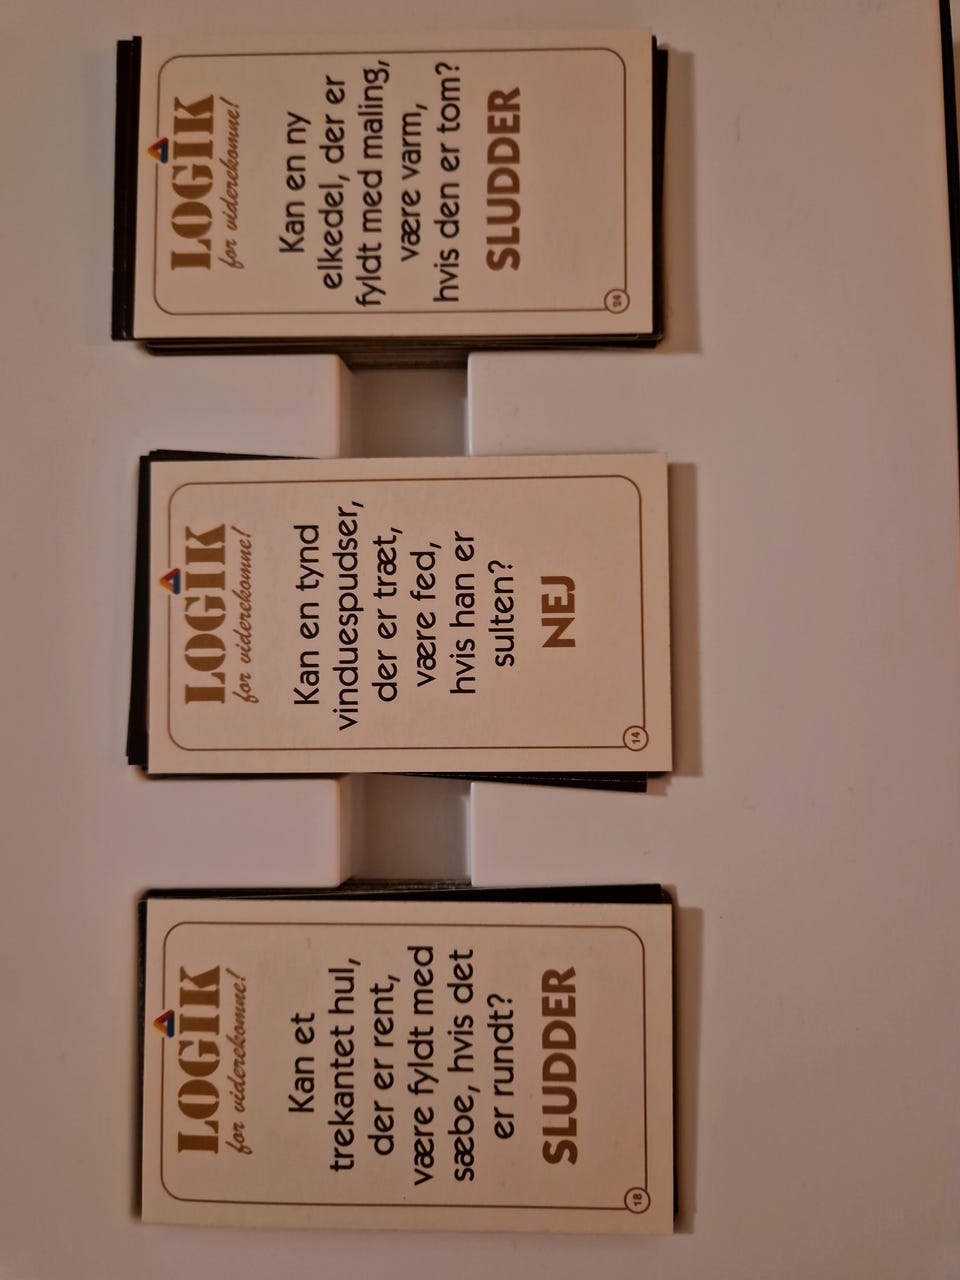 LOGIK
for viderekomne!
Kan en ny
elkedel, der er
fyldt med maling,
være varm,
hvis den er tom?
SLUDDER
24
LOGIK
for viderekomne!
Kan en tynd
vinduespudser,
der er træt,
være fed,
hvis han er
sulten?
NEJ
14
LOGIK
for viderekomne!
Kan et
trekantet hul,
der er rent,
være fyldt med
sæbe, hvis det
er rundt?
SLUDDER
18